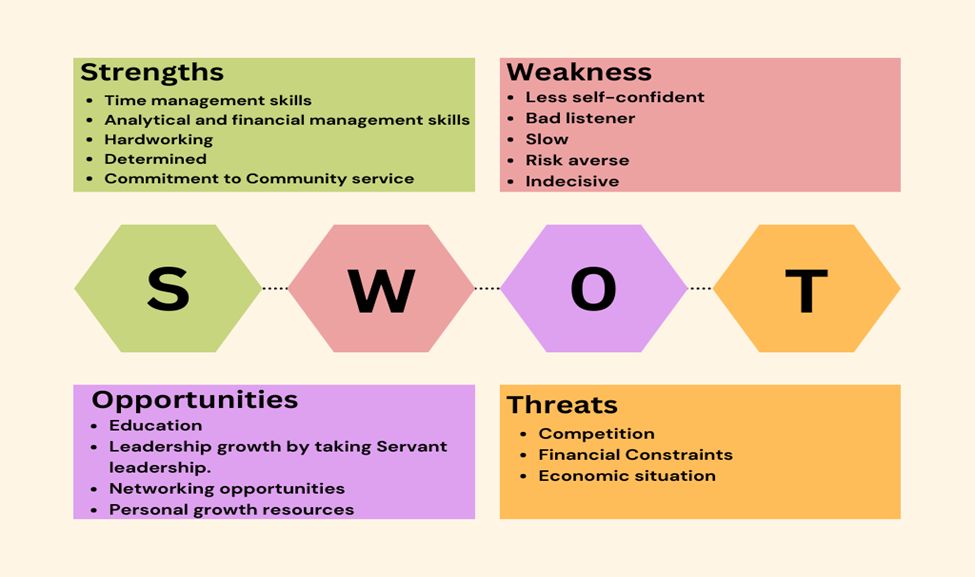 Strengths
• Time management skills
• Analytical and financial management skills
• Hardworking
• Determined
• Commitment to Community service
Weakness
• Less self-confident
• Bad listener
• Slow
• Risk averse
• Indecisive
S
W
O
T
Opportunities
• Education
• Leadership growth by taking Servant
leadership.
• Networking opportunities
• Personal growth resources
Threats
• Competition
• Financial Constraints
• Economic situation